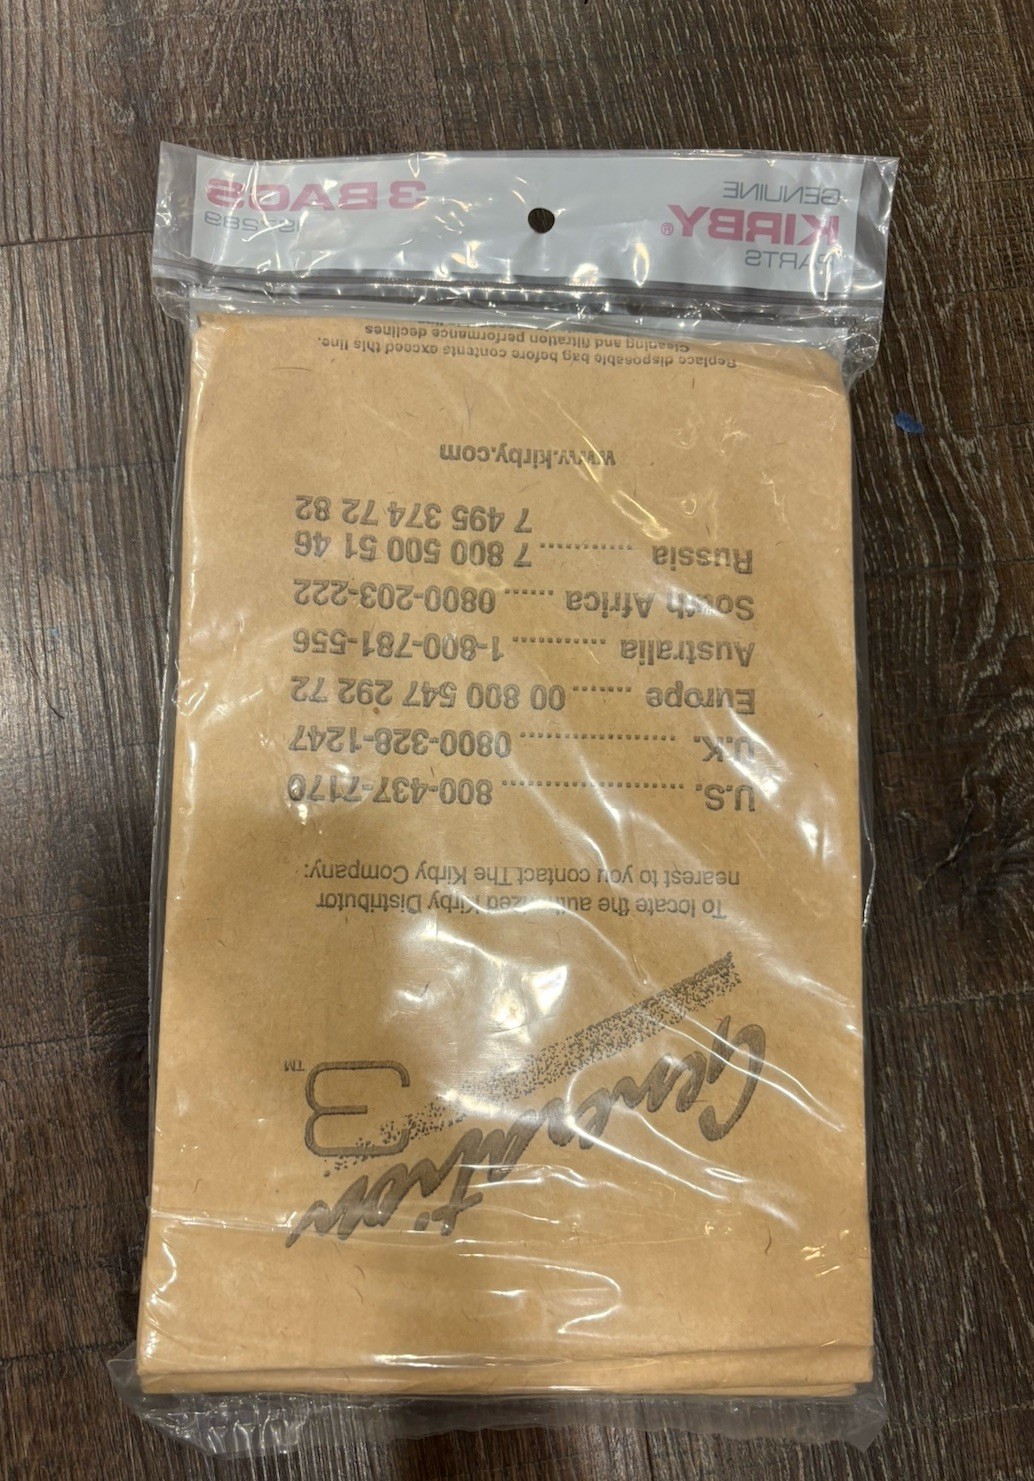 GENUINE
KIRBY®
PARTS
3 BAGS
Generation
3™
To locate the authorized Kirby Distributor
nearest to you contact The Kirby Company:
U.S. ...................... 800-437-7170
U.K. ................... 0800-328-1247
Europe ...... 00 800 547 292 72
Australia .......... 1-800-781-556
South Africa ...... 0800-203-222
Russia .......... 7 800 500 51 46
7 495 374 72 82
www.kirby.com
Replace disposable bag before contents exceed this line.
Cleaning and filtration performance declines